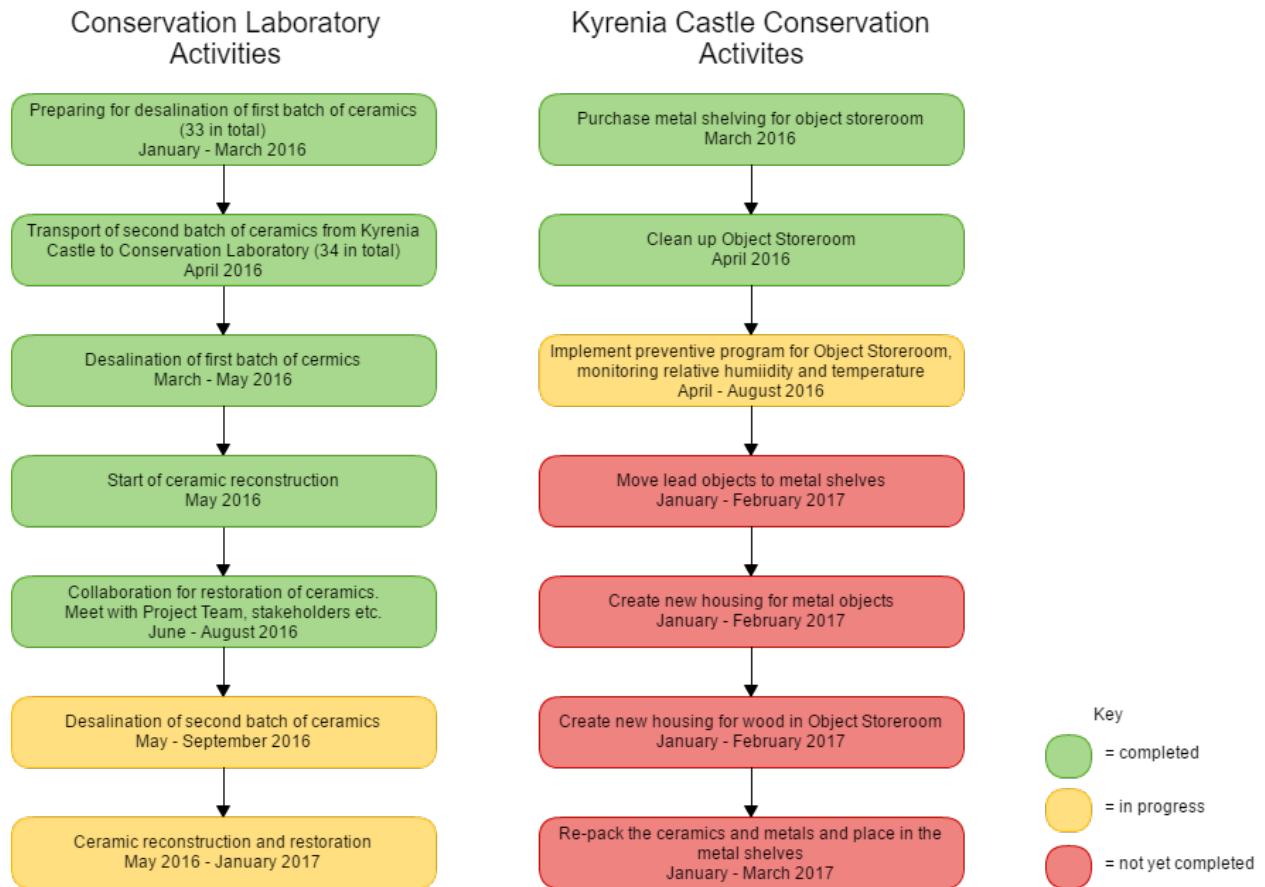 Conservation Laboratory
Activities
Preparing for desalination of first batch of ceramics
(33 in total)
January - March 2016
Transport of second batch of ceramics from Kyrenia
Castle to Conservation Laboratory (34 in total)
April 2016
Desalination of first batch of cermics
March - May 2016
Start of ceramic reconstruction
May 2016
Collaboration for restoration of ceramics.
Meet with Project Team, stakeholders etc.
June - August 2016
Desalination of second batch of ceramics
May - September 2016
Ceramic reconstruction and restoration
May 2016 - January 2017
Kyrenia Castle Conservation
Activites
Purchase metal shelving for object storeroom
March 2016
Clean up Object Storeroom
April 2016
Implement preventive program for Object Storeroom,
monitoring relative humiidity and temperature
April - August 2016
Move lead objects to metal shelves
January - February 2017
Create new housing for metal objects
January - February 2017
Create new housing for wood in Object Storeroom
January - February 2017
Re-pack the ceramics and metals and place in the
metal shelves
January - March 2017
Key
= completed
= in progress
= not yet completed